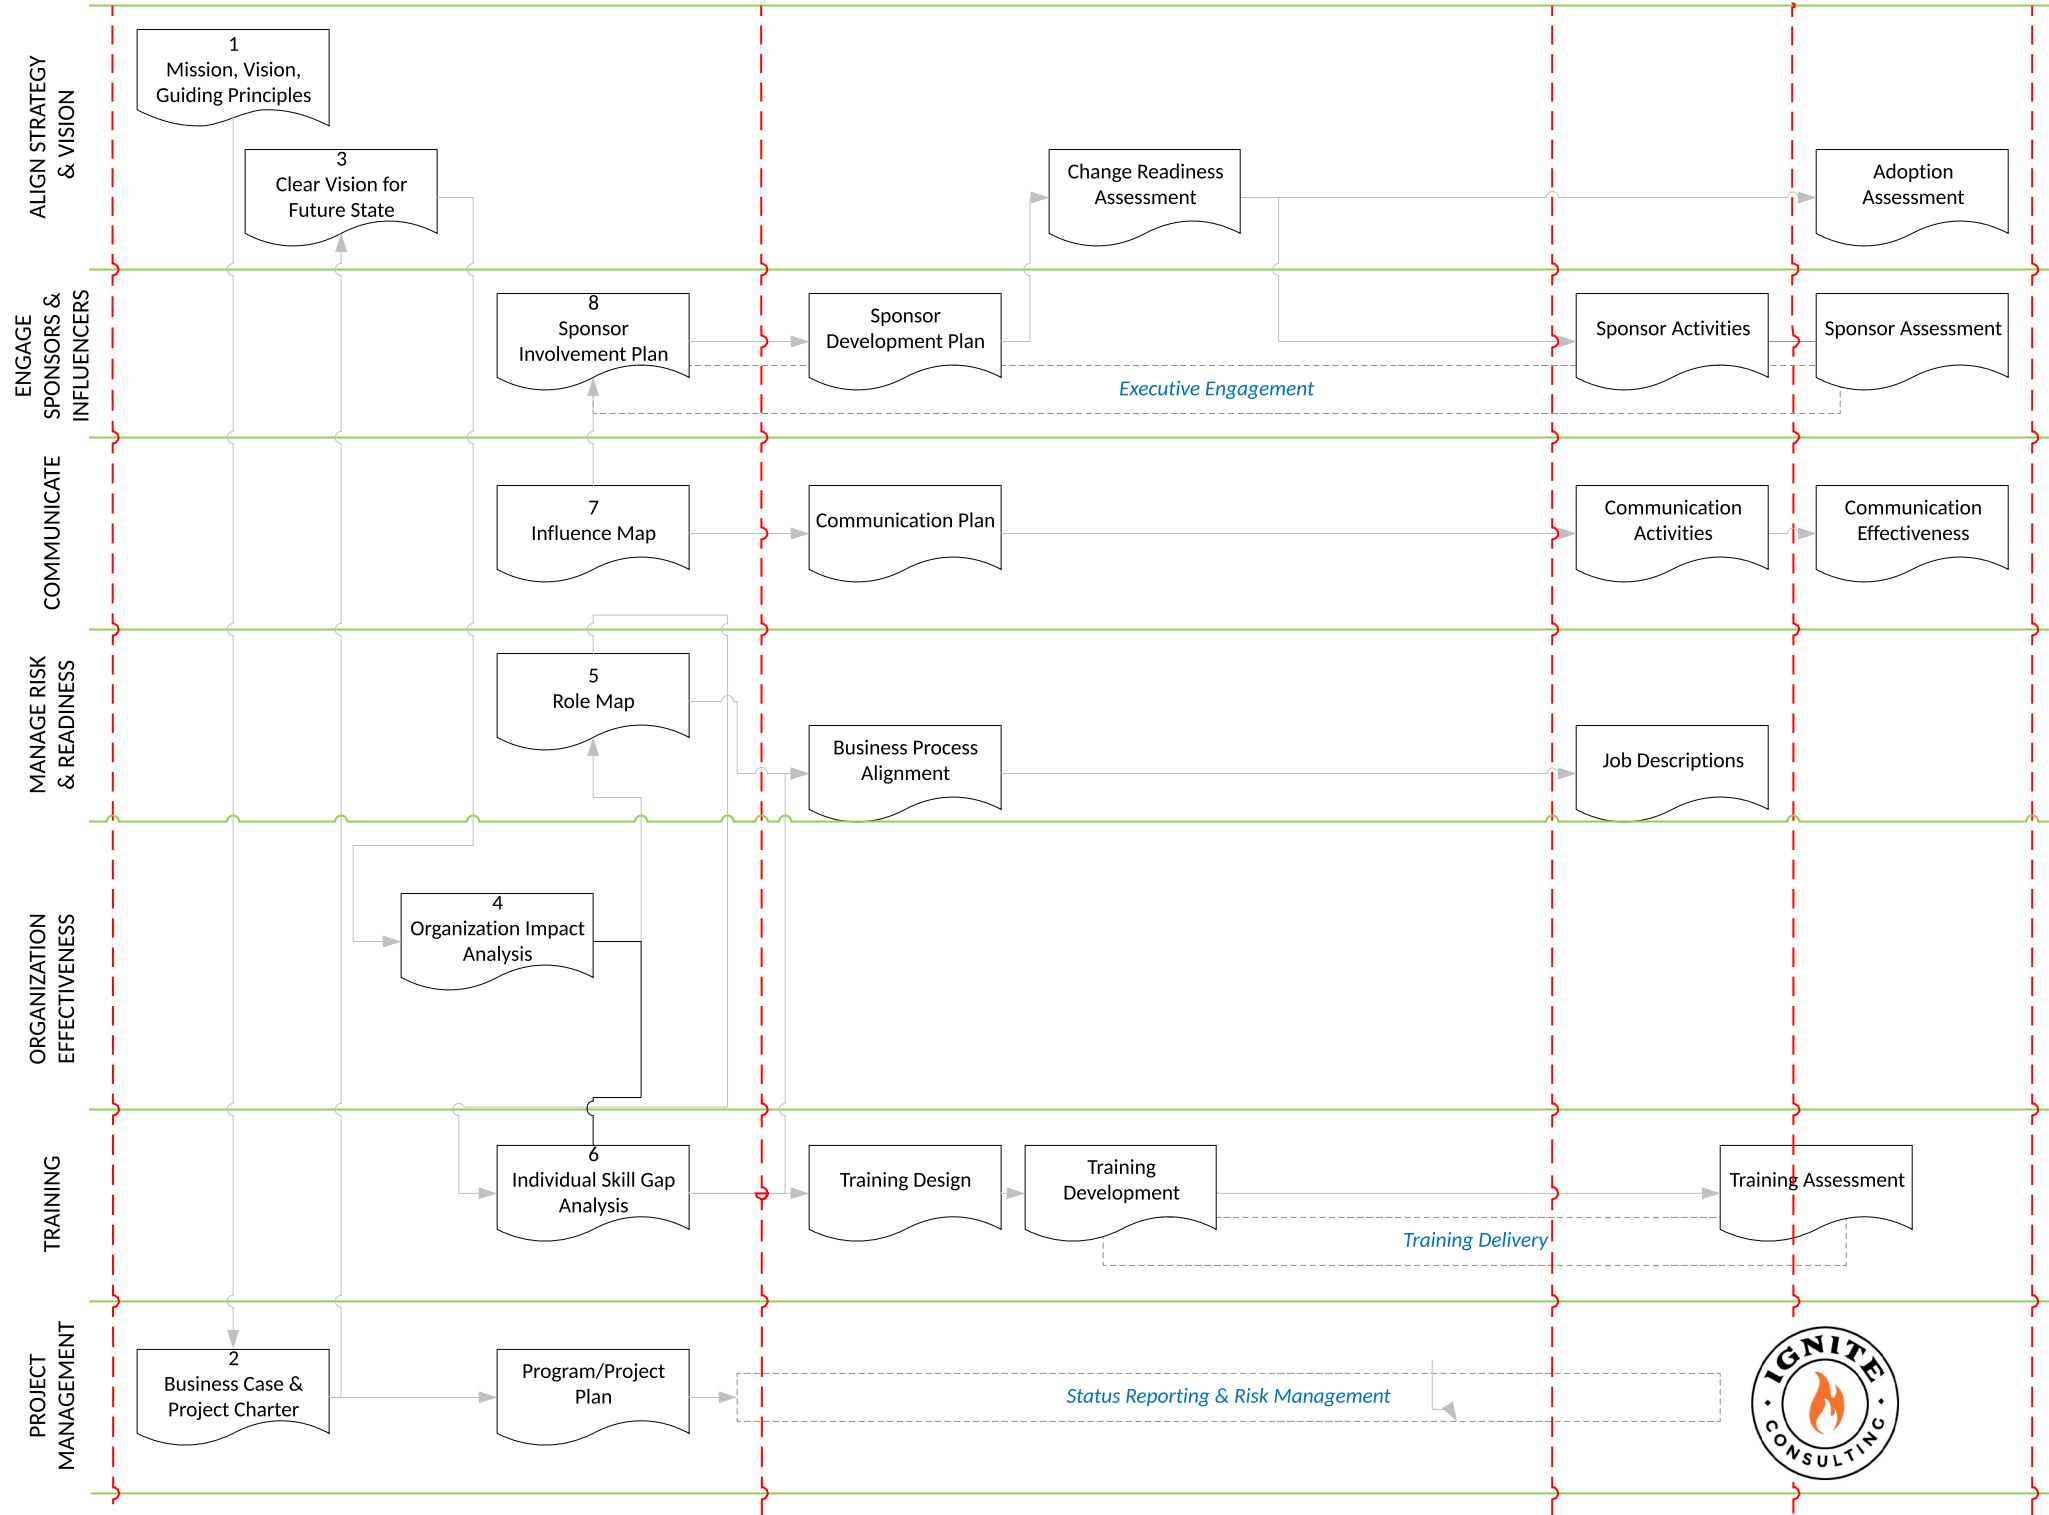 ALIGN STRATEGY
& VISION
1
Mission, Vision,
Guiding Principles
3
Clear Vision for
Future State
Change Readiness
Assessment
Adoption
Assessment
ENGAGE
SPONSORS &
INFLUENCERS
8
Sponsor
Involvement Plan
Sponsor
Development Plan
Sponsor Activities
Sponsor Assessment
Executive Engagement
COMMUNICATE
7
Influence Map
Communication Plan
Communication
Activities
Communication
Effectiveness
MANAGE RISK
& READINESS
5
Role Map
Business Process
Alignment
Job Descriptions
ORGANIZATION
EFFECTIVENESS
4
Organization Impact
Analysis
TRAINING
6
Individual Skill Gap
Analysis
Training Design
Training
Development
Training Assessment
Training Delivery
PROJECT
MANAGEMENT
2
Business Case &
Project Charter
Program/Project
Plan
Status Reporting & Risk Management
IGNITE
CONSULTING